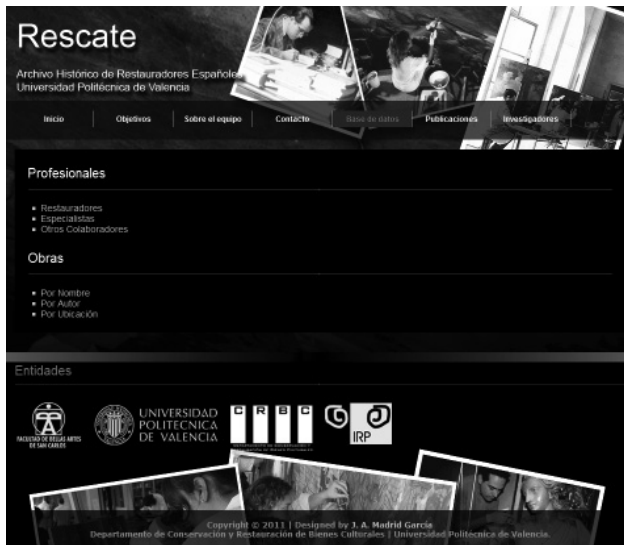 Rescate
Archivo Histórico de Restauradores Españoles
Universidad Politécnica de Valencia
Inicio Objetivos Sobre el equipo Contacto Base de datos Publicaciones Investigadores
Profesionales
Restauradores
Especialistas
Otros Colaboradores
Obras
Por Nombre
Por Autor
Por Ubicación
Entidades
FACULTAD DE BELLAS ARTES
DE SAN CARLOS
UNIVERSIDAD
POLITECNICA
DE VALENCIA
CRBC
IRP
Copyright © 2011 | Designed by J. A. Madrid García
Departamento de Conservación y Restauración de Bienes Culturales | Universidad Politécnica de Valencia.